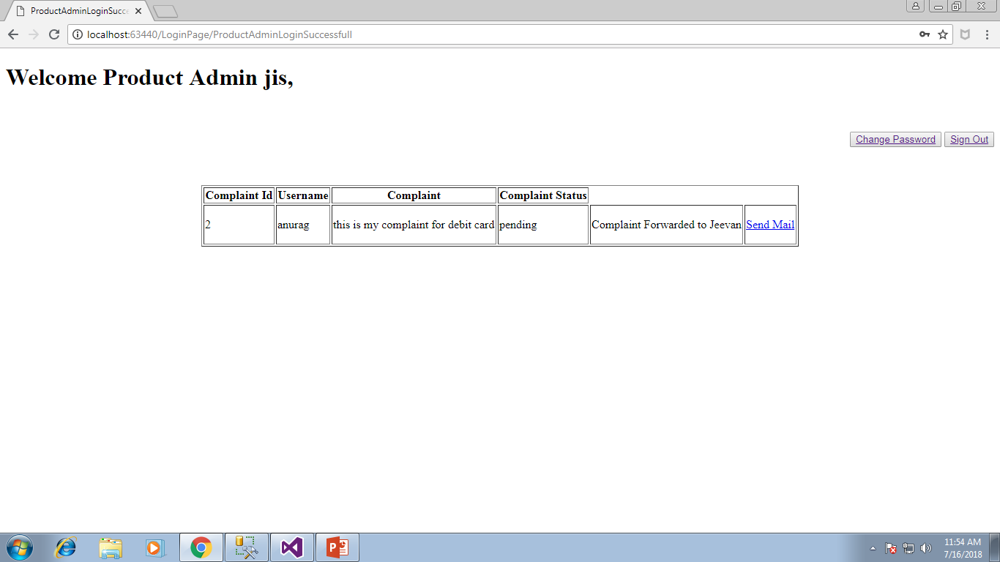 ProductAdminLoginSucce
localhost:63440/LoginPage/ProductAdminLoginSuccessfull
Welcome Product Admin jis,
Change Password Sign Out
Complaint Id Username Complaint Complaint Status
2 anurag this is my complaint for debit card pending Complaint Forwarded to Jeevan Send Mail
11:54 AM
7/16/2018